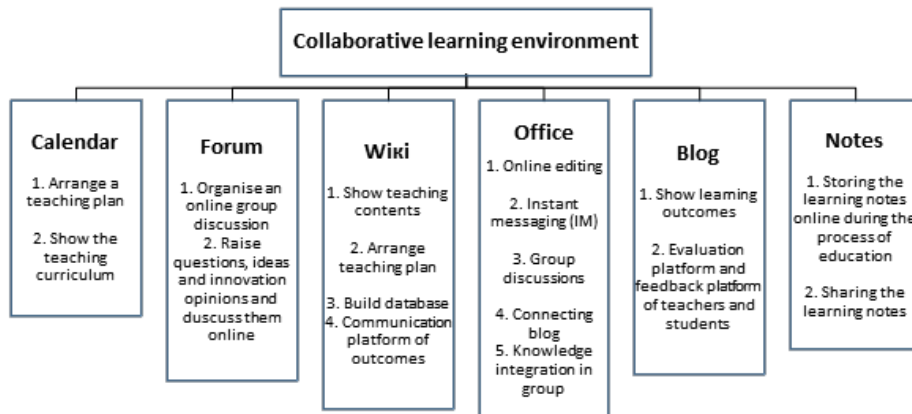 Collaborative learning environment
Calendar
1. Arrange a
teaching plan
2. Show the
teaching curriculum
Forum
1. Organise an
online group
discussion
2. Raise
questions, ideas
and innovation
opinions and
duscuss them
online
Wiкi
1. Show teaching
contents
2. Arrange
teaching plan
3. Build database
4. Communication
platform of
outcomes
Office
1. Online editing
2. Instant
messaging (IM)
3. Group
discussions
4. Connecting
blog
5. Knowledge
integration in
group
Blog
1. Show learning
outcomes
2. Evaluation
platform and
feedback platform
of teachers and
students
Notes
1. Storing the
learning notes
online during the
process of
education
2. Sharing the
learning notes